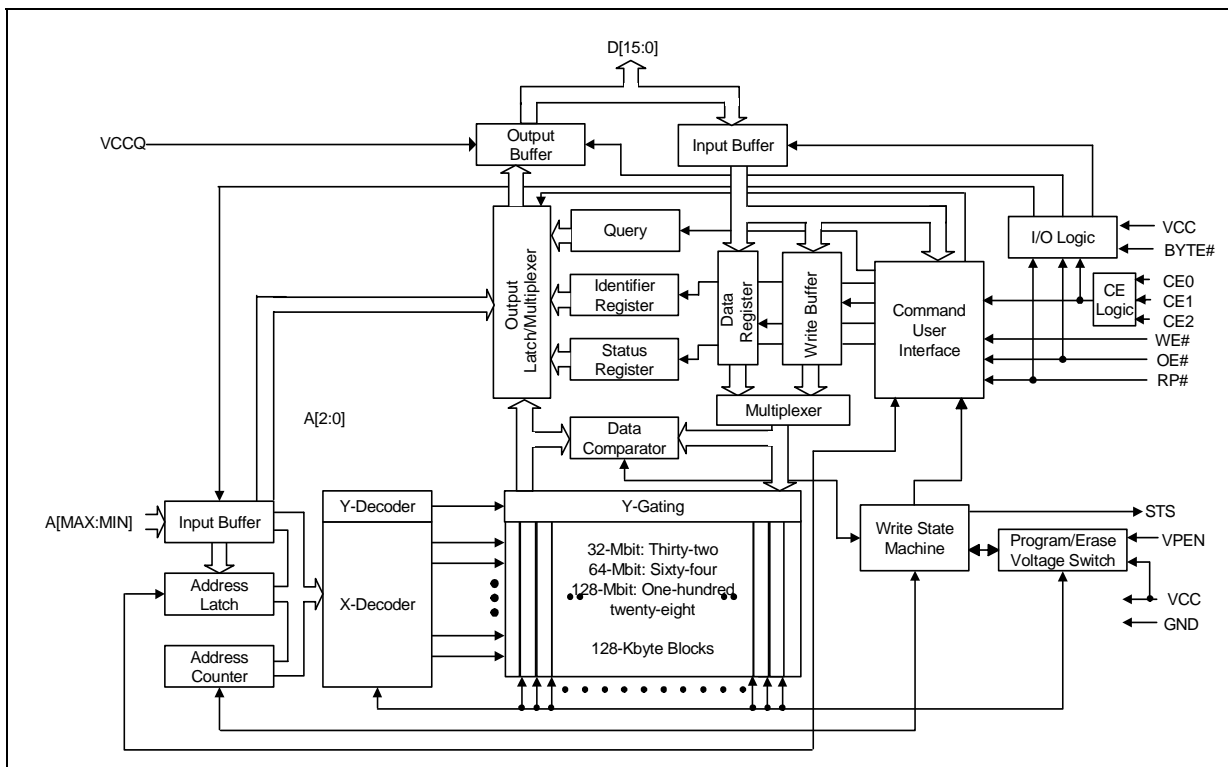 D[15:0]
VCCQ
Output
Buffer
Input Buffer
Output
Latch/Multiplexer
Query
Identifier
Register
Status
Register
Data
Register
Write Buffer
Command
User
Interface
I/O Logic
VCC
BYTE#
CE
Logic
CE0
CE1
CE2
WE#
OE#
RP#
Multiplexer
Data
Comparator
A[2:0]
A[MAX:MIN]
Input Buffer
Y-Decoder
Y-Gating
Address
Latch
X-Decoder
Address
Counter
32-Mbit: Thirty-two
64-Mbit: Sixty-four
128-Mbit: One-hundred
twenty-eight
128-Kbyte Blocks
Write State
Machine
Program/Erase
Voltage Switch
STS
VPEN
VCC
GND